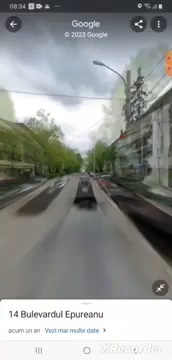 08:34
Google
© 2023 Google
14 Bulevardul Epureanu
acum un an · Vezi mai multe date >
XRecorder